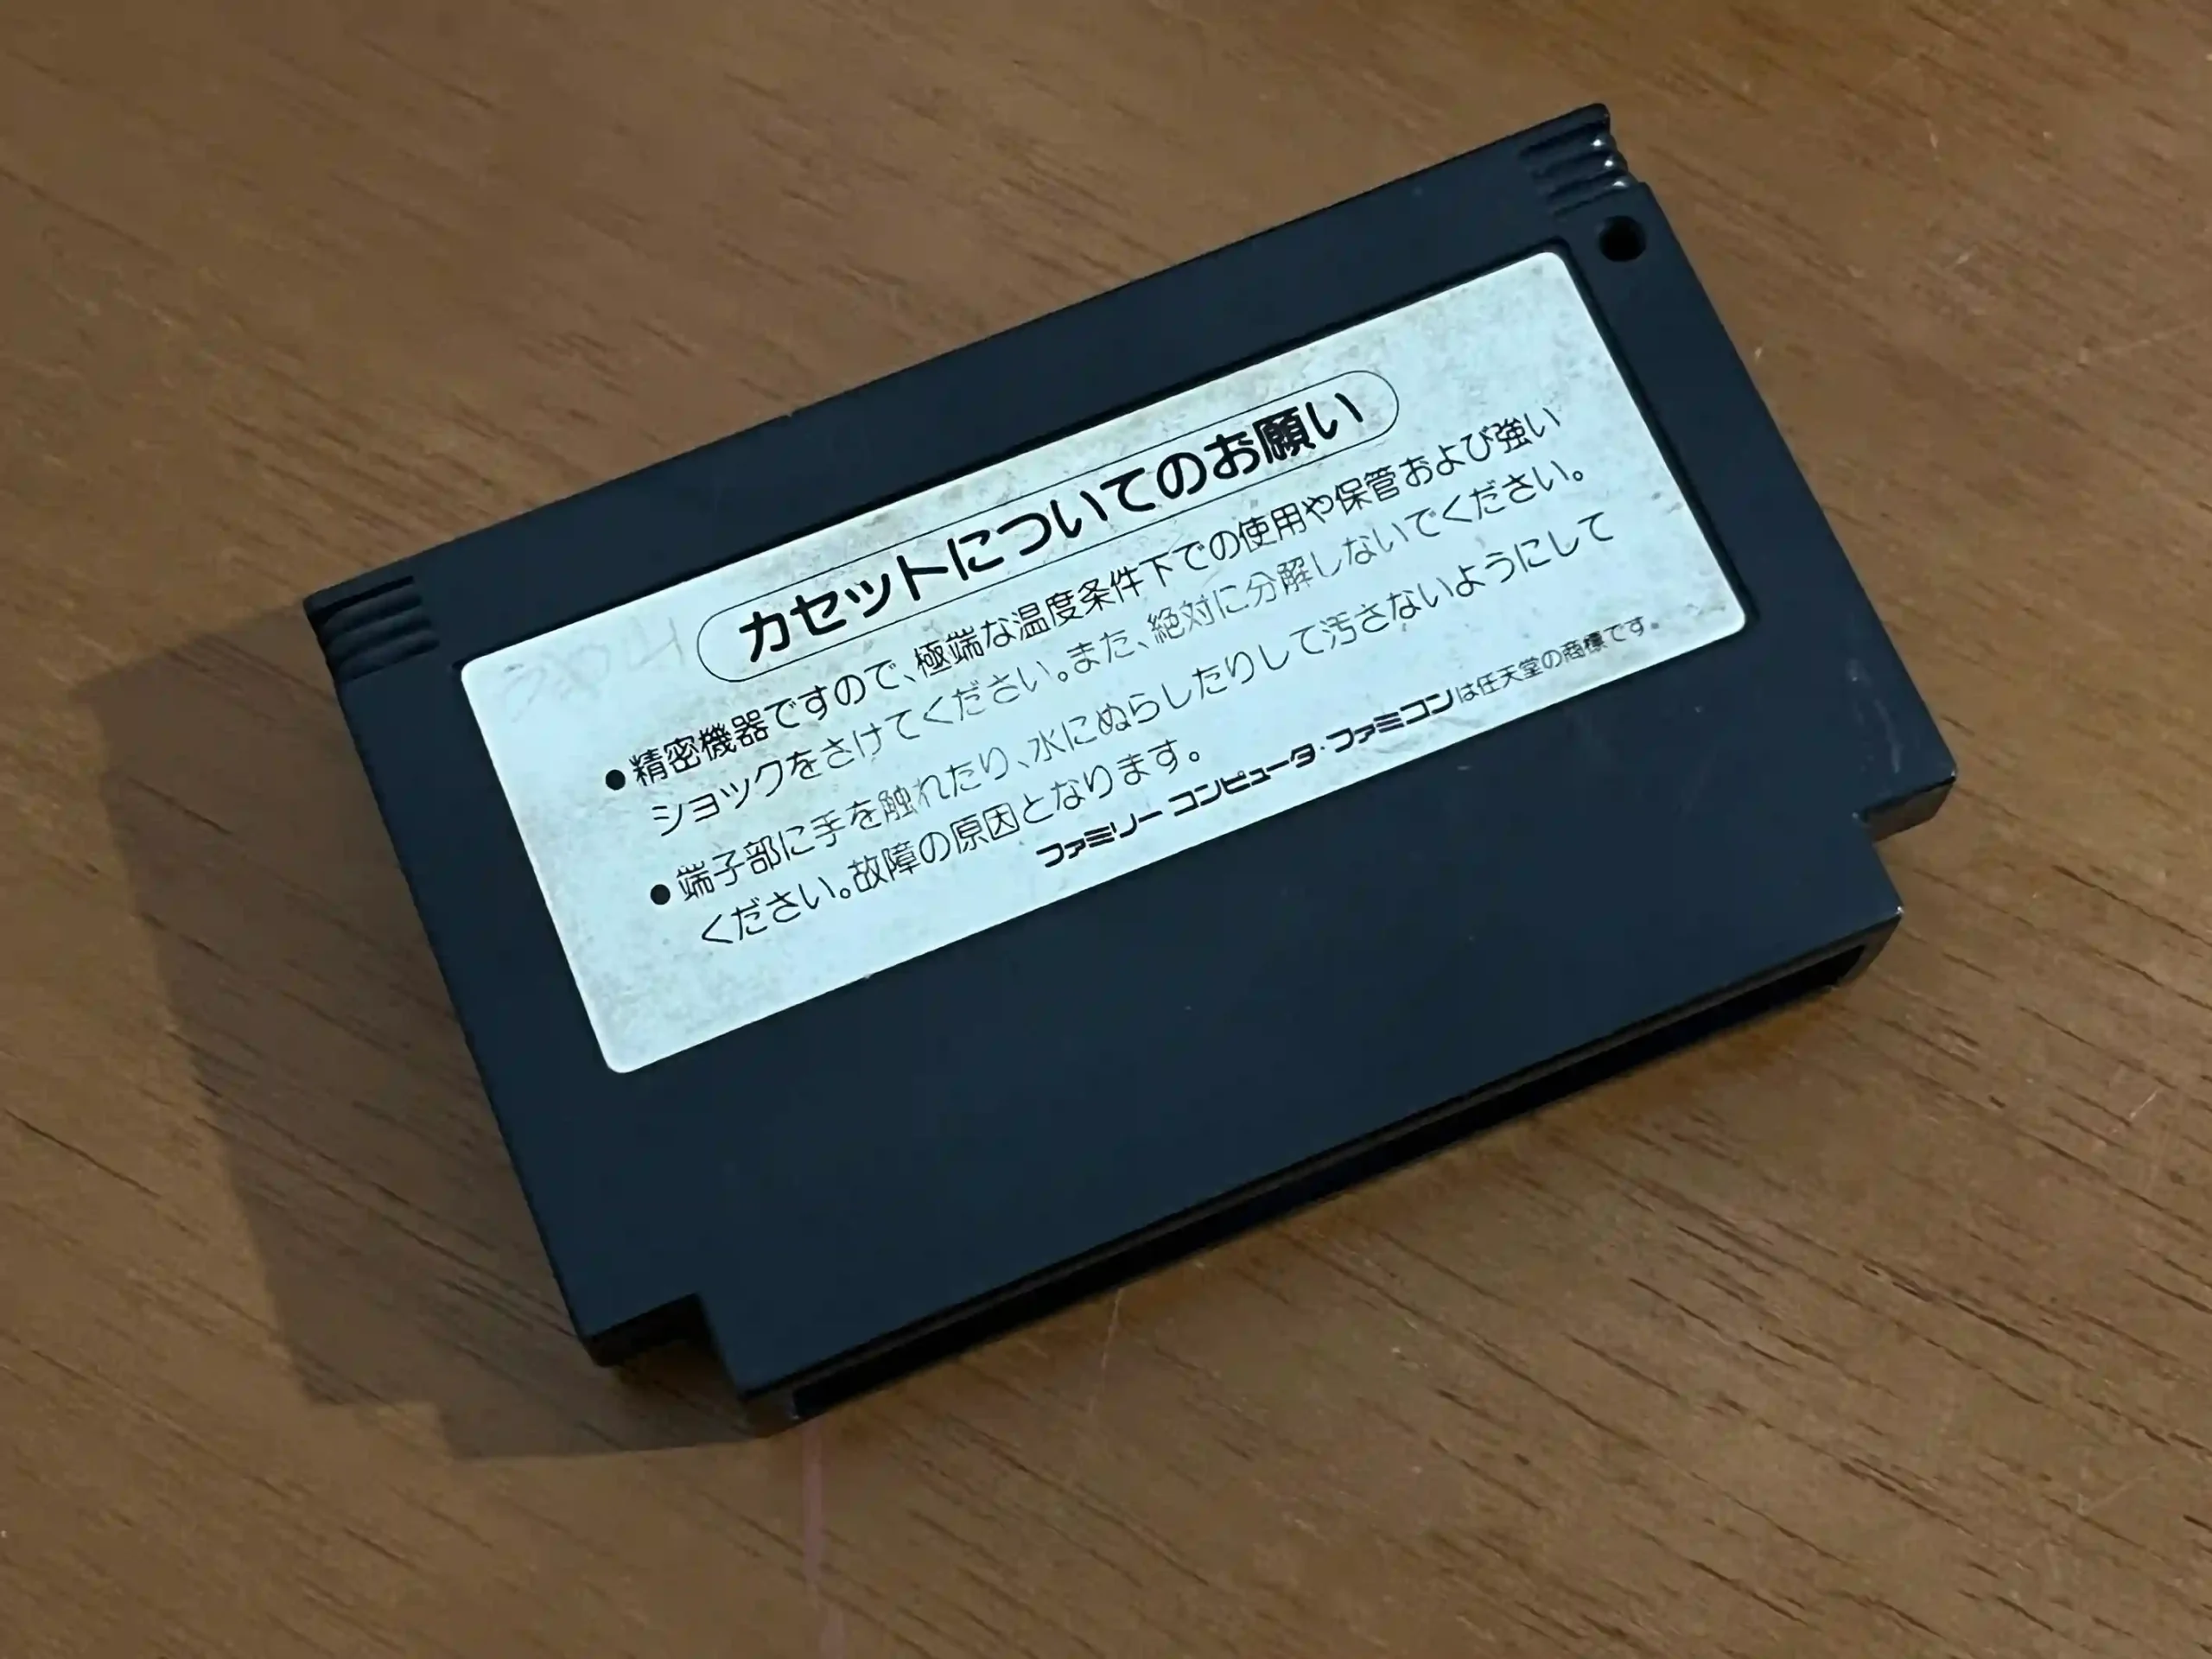 カセットについてのお願い
●精密機器ですので、極端な温度条件下での使用や保管および強い
ショックをさけてください。また、絶対に分解しないでください。
●端子部に手を触れたり、水にぬらしたりして汚さないようにして
ください。故障の原因となります。
ファミリー コンピュータ・ファミコンは任天堂の商標です。